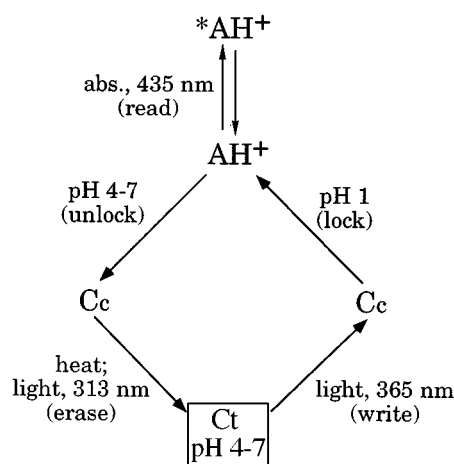 *AH+
abs., 435 nm
(read)
AH+
pH 4-7
(unlock)
pH 1
(lock)
Cc
Cc
heat;
light, 313 nm
(erase)
Ct
pH 4-7
light, 365 nm
(write)